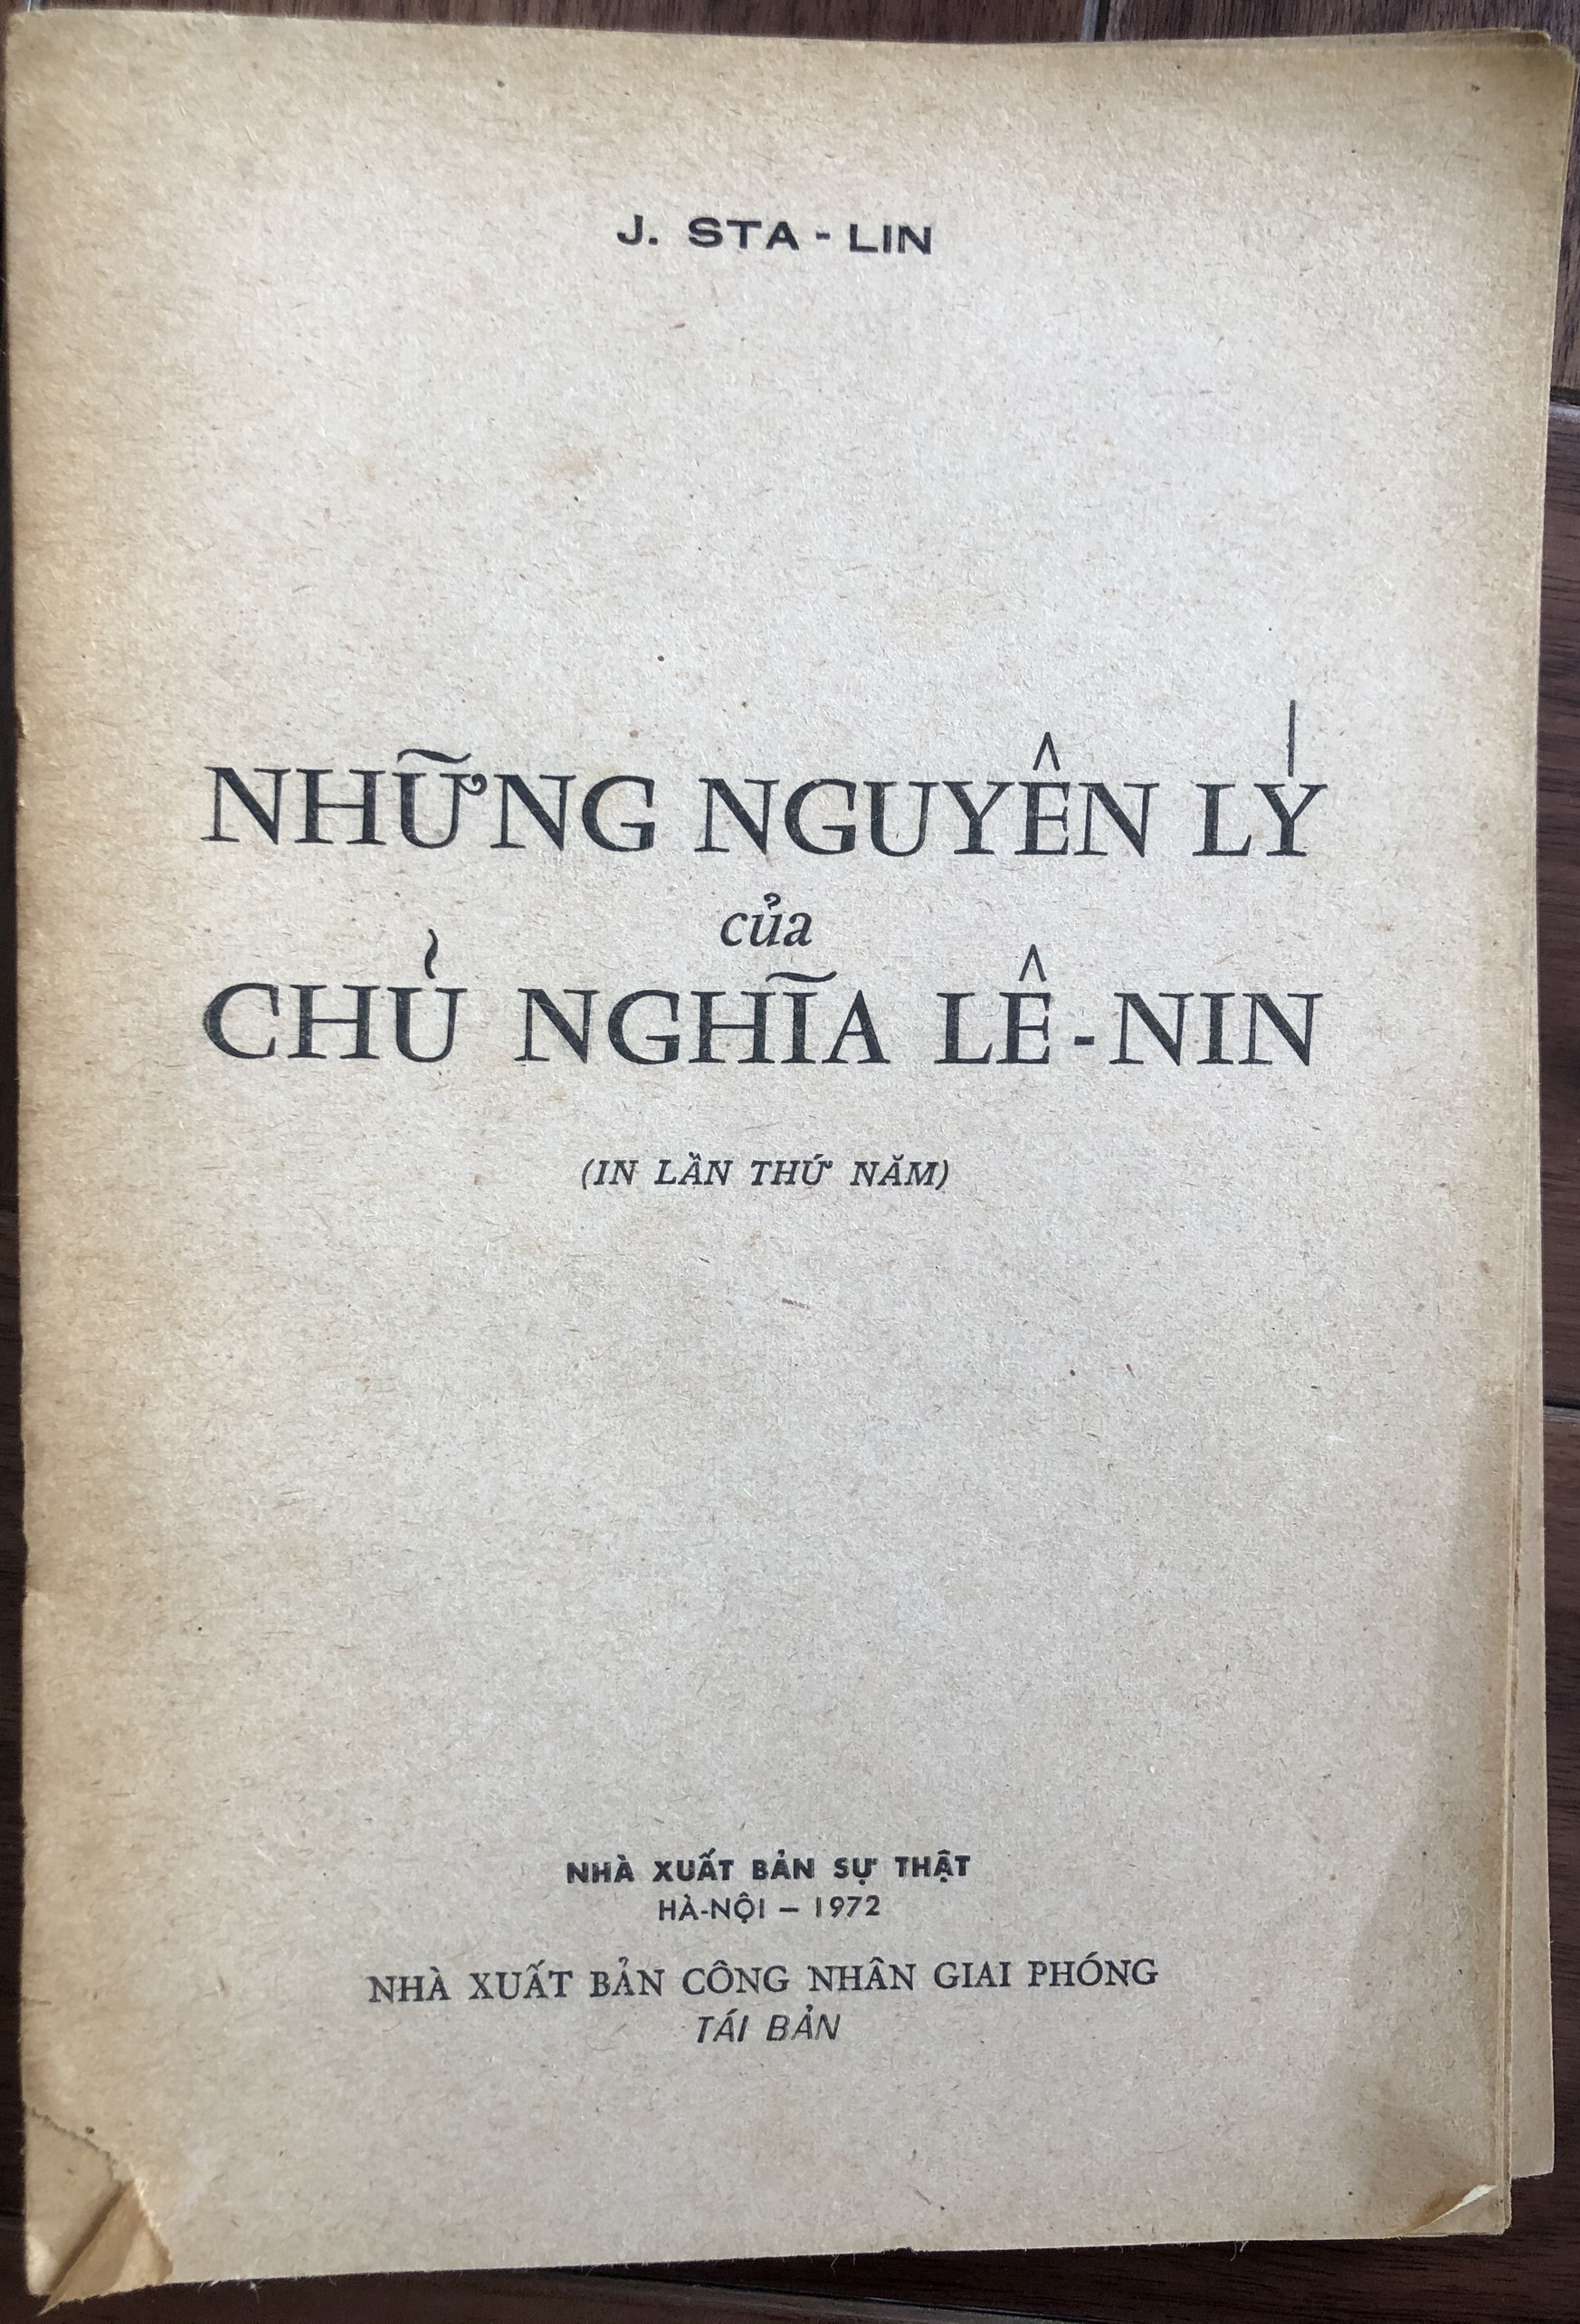 J. STA - LIN
NHỮNG NGUYÊN LÝ
của
CHỦ NGHĨA LÊ - NIN
(IN LẦN THỨ NĂM)
NHÀ XUẤT BẢN SỰ THẬT
HÀ-NỘI – 1972
NHÀ XUẤT BẢN CÔNG NHÂN GIAI PHÓNG
TÁI BẢN